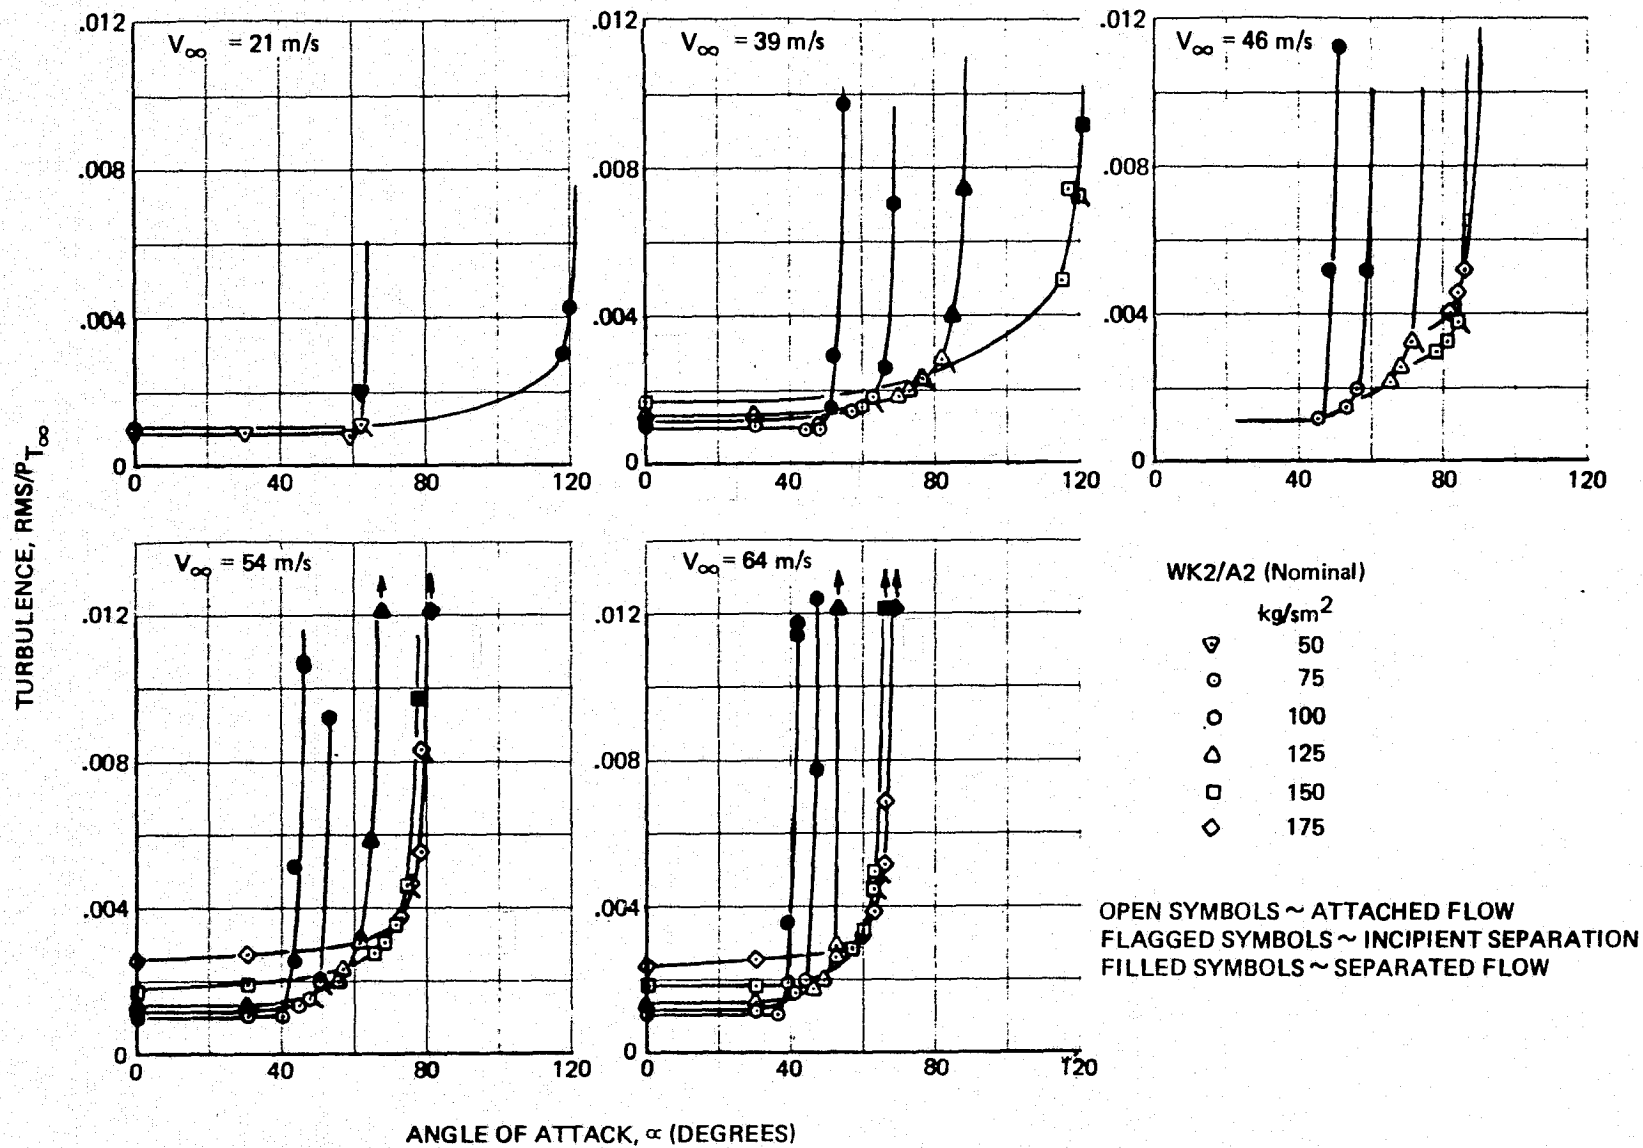 TURBULENCE, RMS/PT∞
V∞ = 21 m/s
.012
.008
.004
0
0 40 80 120
V∞ = 39 m/s
.012
.008
.004
0
0 40 80 120
V∞ = 46 m/s
.012
.008
.004
0
0 40 80 120
V∞ = 54 m/s
.012
.008
.004
0
0 40 80 120
V∞ = 64 m/s
.012
.008
.004
0
0 40 80 120
WK2/A2 (Nominal)
kg/sm2
50
75
100
125
150
175
OPEN SYMBOLS ~ ATTACHED FLOW
FLAGGED SYMBOLS ~ INCIPIENT SEPARATION
FILLED SYMBOLS ~ SEPARATED FLOW
ANGLE OF ATTACK, ∝ (DEGREES)